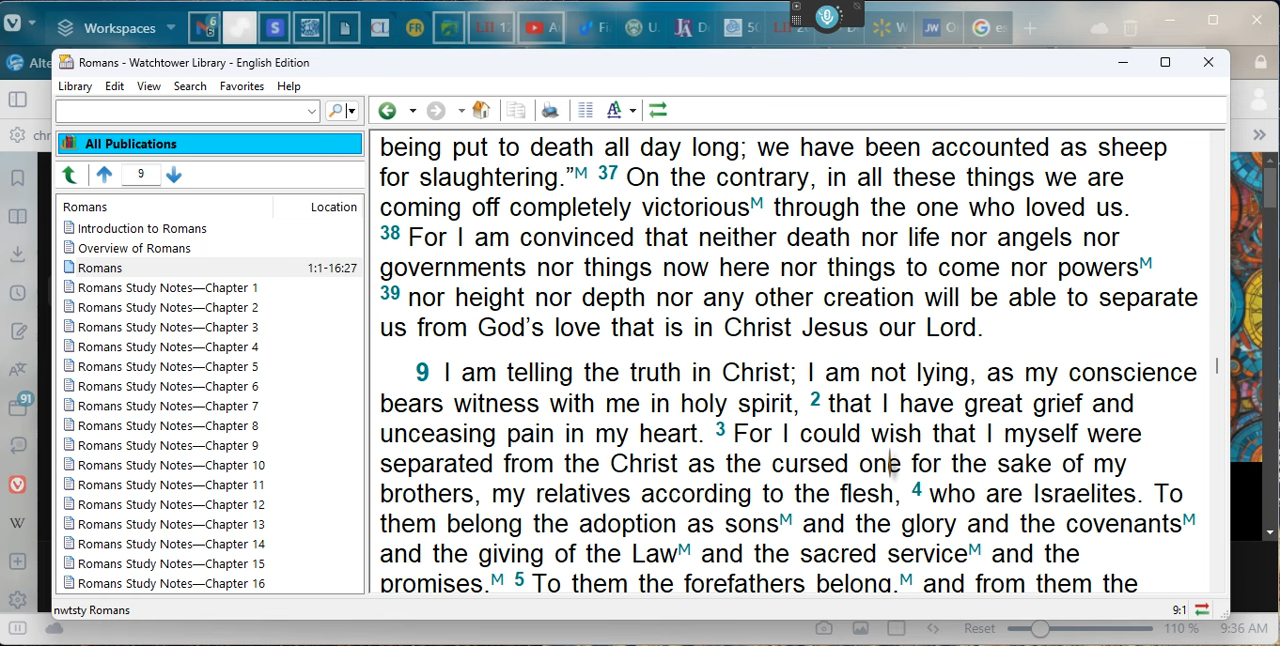 Workspaces
S
CL
FR
LII 12
A
Fi
U.
JA D
50
W
JW O
G e
Alte
Romans - Watchtower Library - English Edition
Library Edit View Search Favorites Help
chr
All Publications
9
Romans Location
Introduction to Romans
Overview of Romans
Romans 1:1-16:27
Romans Study Notes—Chapter 1
Romans Study Notes—Chapter 2
Romans Study Notes—Chapter 3
Romans Study Notes—Chapter 4
Romans Study Notes—Chapter 5
Romans Study Notes—Chapter 6
Romans Study Notes—Chapter 7
Romans Study Notes—Chapter 8
Romans Study Notes—Chapter 9
Romans Study Notes—Chapter 10
Romans Study Notes—Chapter 11
Romans Study Notes—Chapter 12
Romans Study Notes—Chapter 13
Romans Study Notes—Chapter 14
Romans Study Notes—Chapter 15
Romans Study Notes—Chapter 16
being put to death all day long; we have been accounted as sheep
for slaughtering.”M 37 On the contrary, in all these things we are
coming off completely victoriousM through the one who loved us.
38 For I am convinced that neither death nor life nor angels nor
governments nor things now here nor things to come nor powersM
39 nor height nor depth nor any other creation will be able to separate
us from God’s love that is in Christ Jesus our Lord.
9 I am telling the truth in Christ; I am not lying, as my conscience
bears witness with me in holy spirit, 2 that I have great grief and
unceasing pain in my heart. 3 For I could wish that I myself were
separated from the Christ as the cursed one for the sake of my
brothers, my relatives according to the flesh, 4 who are Israelites. To
them belong the adoption as sonsM and the glory and the covenantsM
and the giving of the LawM and the sacred serviceM and the
promises.M 5 To them the forefathers belong,M and from them the
91
W
nwtsty Romans
9:1
Reset
110 %
9:36 AM